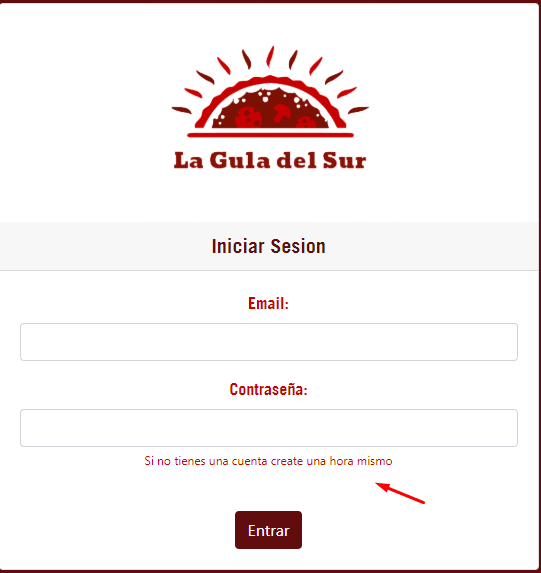 La Gula del Sur
Iniciar Sesion
Email:
Contraseña:
Si no tienes una cuenta create una hora mismo
Entrar